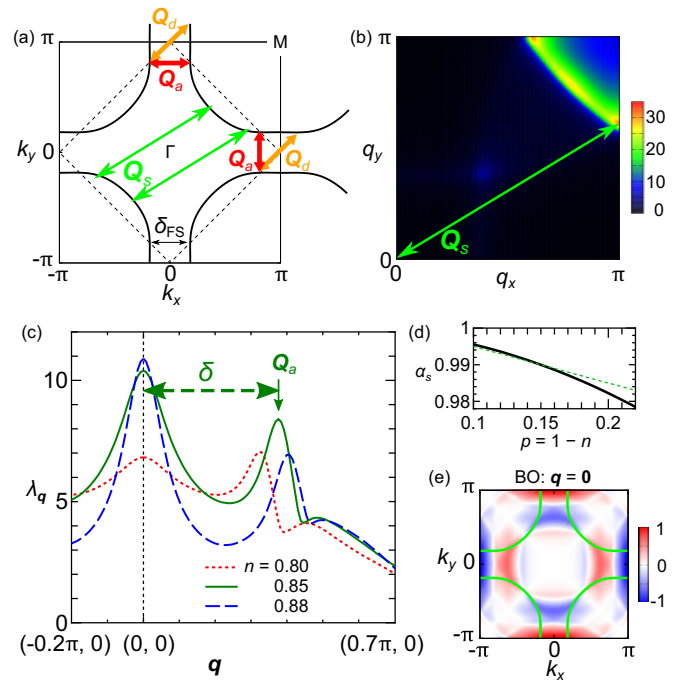 (a)
π
Q_d
M
Q_a
k_y
0
Γ
Q_s
Q_a
Q_d
δ_FS
-π
-π
0
π
k_x
(b)
π
q_y
0
Q_s
0
q_x
π
30
20
10
0
(c)
10
λ_q
5
0
δ
Q_a
n = 0.80
0.85
0.88
(-0.2π, 0)
(0, 0)
(0.7π, 0)
q
(d)
1
α_s
0.99
0.98
0.1
0.15
0.2
p = 1 − n
(e)
BO: q = 0
π
k_y
0
-π
-π
0
π
k_x
1
0
-1